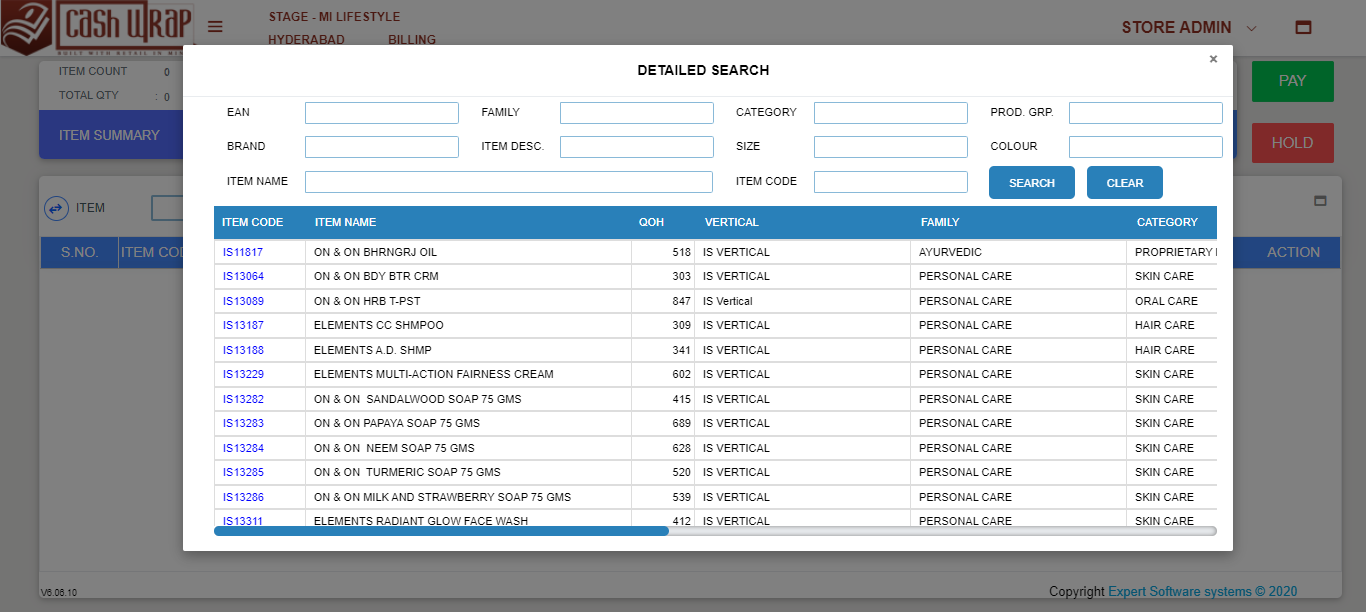 CASH WRAP
STAGE - MI LIFESTYLE
HYDERABAD BILLING
STORE ADMIN
ITEM COUNT 0
TOTAL QTY : 0
ITEM SUMMARY
PAY
HOLD
ITEM
S.NO. ITEM COD ACTION
DETAILED SEARCH
×
EAN FAMILY CATEGORY PROD. GRP.
BRAND ITEM DESC. SIZE COLOUR
ITEM NAME ITEM CODE SEARCH CLEAR
ITEM CODE ITEM NAME QOH VERTICAL FAMILY CATEGORY
IS11817 ON & ON BHRNGRJ OIL 518 IS VERTICAL AYURVEDIC PROPRIETARY
IS13064 ON & ON BDY BTR CRM 303 IS VERTICAL PERSONAL CARE SKIN CARE
IS13089 ON & ON HRB T-PST 847 IS Vertical PERSONAL CARE ORAL CARE
IS13187 ELEMENTS CC SHMPOO 309 IS VERTICAL PERSONAL CARE HAIR CARE
IS13188 ELEMENTS A.D. SHMP 341 IS VERTICAL PERSONAL CARE HAIR CARE
IS13229 ELEMENTS MULTI-ACTION FAIRNESS CREAM 602 IS VERTICAL PERSONAL CARE SKIN CARE
IS13282 ON & ON  SANDALWOOD SOAP 75 GMS 415 IS VERTICAL PERSONAL CARE SKIN CARE
IS13283 ON & ON PAPAYA SOAP 75 GMS 689 IS VERTICAL PERSONAL CARE SKIN CARE
IS13284 ON & ON  NEEM SOAP 75 GMS 628 IS VERTICAL PERSONAL CARE SKIN CARE
IS13285 ON & ON  TURMERIC SOAP 75 GMS 520 IS VERTICAL PERSONAL CARE SKIN CARE
IS13286 ON & ON MILK AND STRAWBERRY SOAP 75 GMS 539 IS VERTICAL PERSONAL CARE SKIN CARE
IS13311 ELEMENTS RADIANT GLOW FACE WASH 412 IS VERTICAL PERSONAL CARE SKIN CARE
V6.06.10
Copyright Expert Software systems © 2020